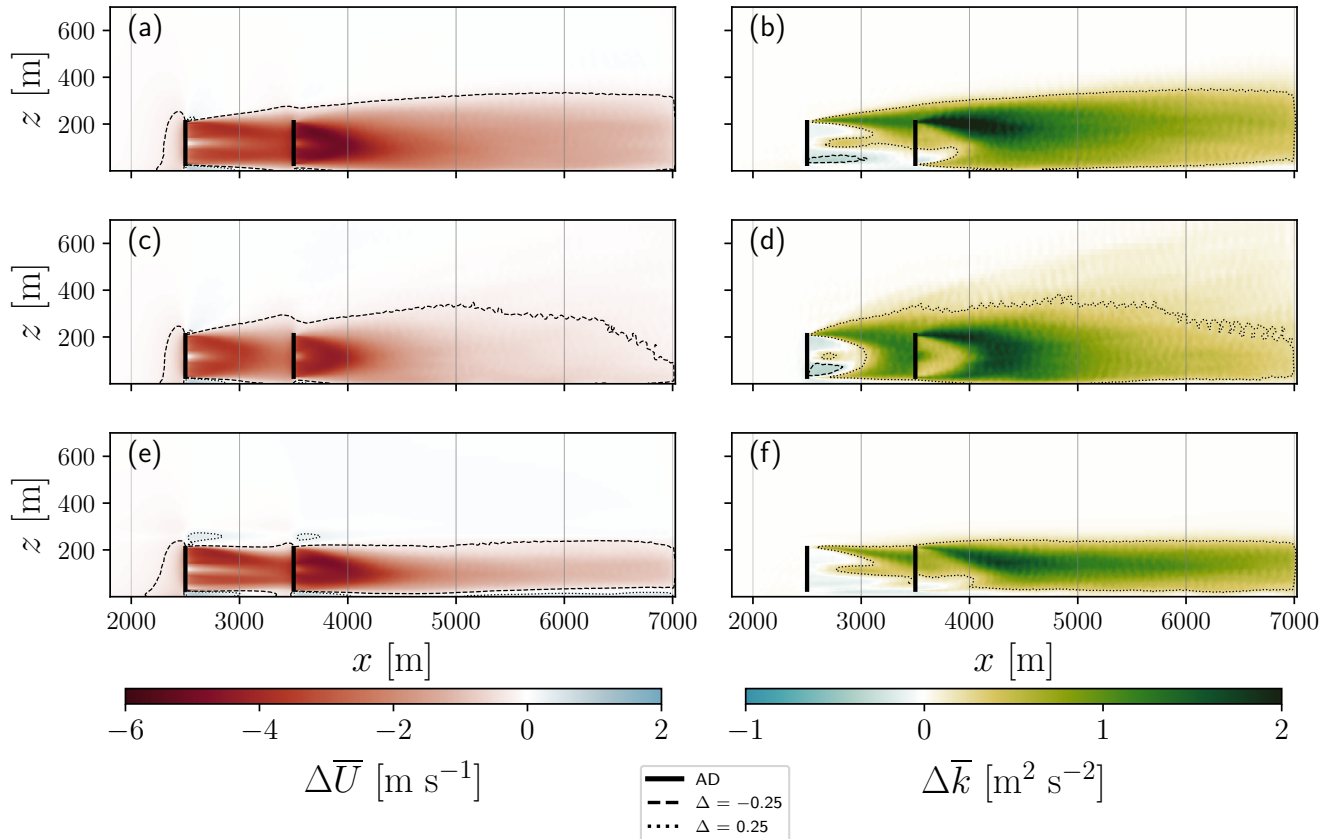 (a) (b)
600
400
200
z [m]
(c) (d)
600
400
200
z [m]
(e) (f)
600
400
200
z [m]
2000 3000 4000 5000 6000 7000 2000 3000 4000 5000 6000 7000
x [m] x [m]
−6 −4 −2 0 2 −1 0 1 2
ΔU̅ [m s⁻¹] Δk̅ [m² s⁻²]
AD
Δ = −0.25
Δ = 0.25